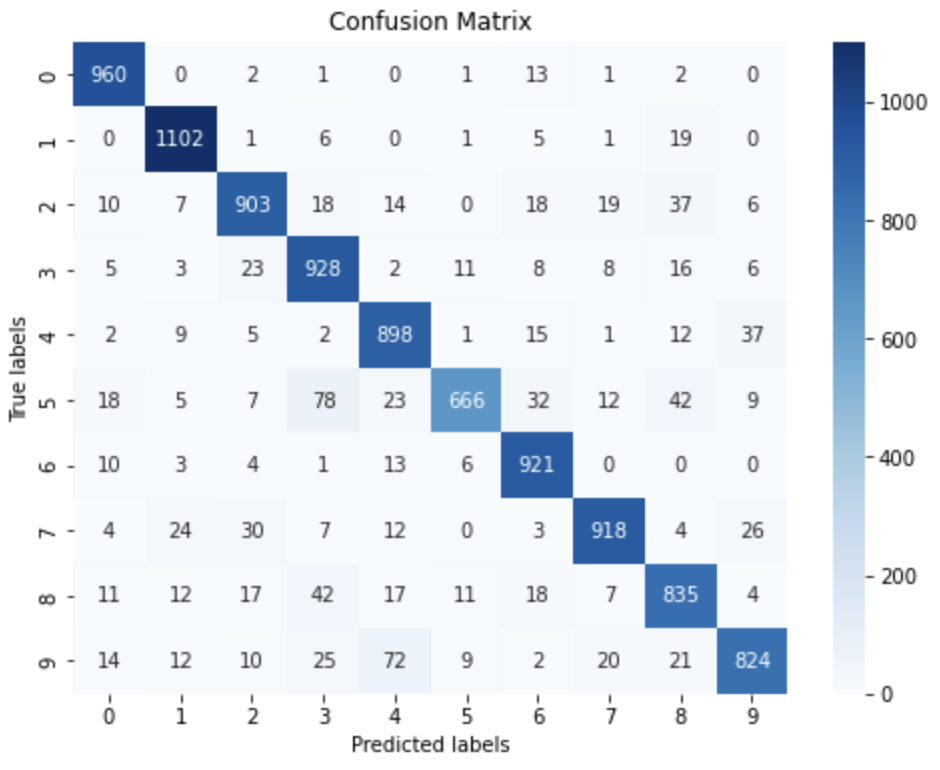 Confusion Matrix
0 960 0 2 1 0 1 13 1 2 0
1 0 1102 1 6 0 1 5 1 19 0
2 10 7 903 18 14 0 18 19 37 6
3 5 3 23 928 2 11 8 8 16 6
4 2 9 5 2 898 1 15 1 12 37
5 18 5 7 78 23 666 32 12 42 9
6 10 3 4 1 13 6 921 0 0 0
7 4 24 30 7 12 0 3 918 4 26
8 11 12 17 42 17 11 18 7 835 4
9 14 12 10 25 72 9 2 20 21 824
0 1 2 3 4 5 6 7 8 9
Predicted labels
True labels
1000
800
600
400
200
0